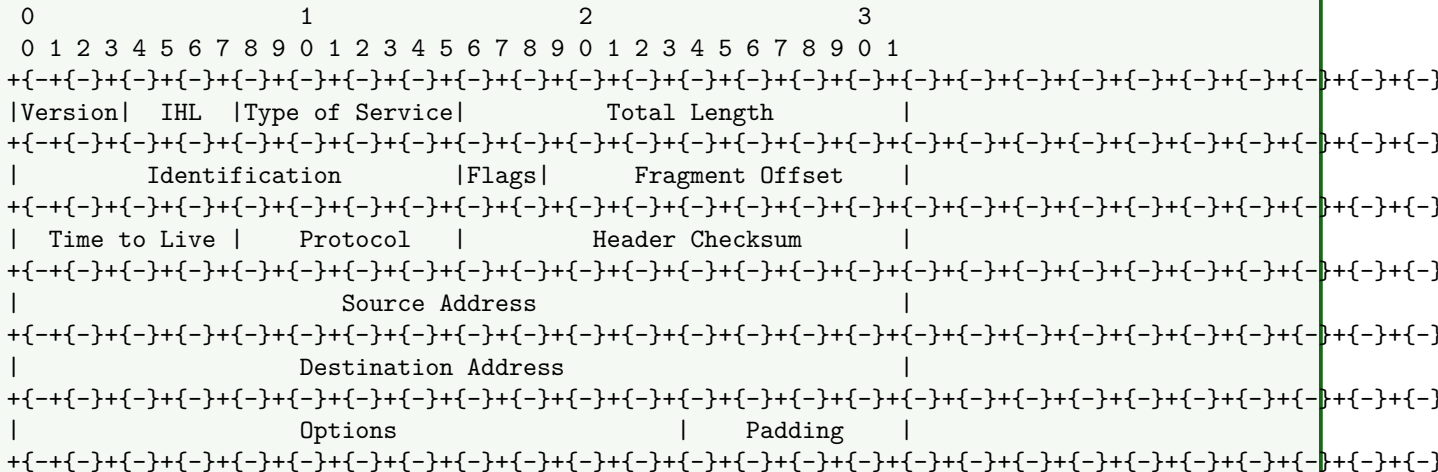 0                   1                   2                   3
 0 1 2 3 4 5 6 7 8 9 0 1 2 3 4 5 6 7 8 9 0 1 2 3 4 5 6 7 8 9 0 1
+{-+{-}+{-}+{-}+{-}+{-}+{-}+{-}+{-}+{-}+{-}+{-}+{-}+{-}+{-}+{-}+{-}+{-}+{-}+{-}+{-}+{-}+{-}+{-}+{-}+{-}
|Version|  IHL  |Type of Service|          Total Length         |
+{-+{-}+{-}+{-}+{-}+{-}+{-}+{-}+{-}+{-}+{-}+{-}+{-}+{-}+{-}+{-}+{-}+{-}+{-}+{-}+{-}+{-}+{-}+{-}+{-}+{-}
|         Identification        |Flags|      Fragment Offset    |
+{-+{-}+{-}+{-}+{-}+{-}+{-}+{-}+{-}+{-}+{-}+{-}+{-}+{-}+{-}+{-}+{-}+{-}+{-}+{-}+{-}+{-}+{-}+{-}+{-}+{-}
|  Time to Live |    Protocol   |         Header Checksum       |
+{-+{-}+{-}+{-}+{-}+{-}+{-}+{-}+{-}+{-}+{-}+{-}+{-}+{-}+{-}+{-}+{-}+{-}+{-}+{-}+{-}+{-}+{-}+{-}+{-}+{-}
|                       Source Address                          |
+{-+{-}+{-}+{-}+{-}+{-}+{-}+{-}+{-}+{-}+{-}+{-}+{-}+{-}+{-}+{-}+{-}+{-}+{-}+{-}+{-}+{-}+{-}+{-}+{-}+{-}
|                    Destination Address                        |
+{-+{-}+{-}+{-}+{-}+{-}+{-}+{-}+{-}+{-}+{-}+{-}+{-}+{-}+{-}+{-}+{-}+{-}+{-}+{-}+{-}+{-}+{-}+{-}+{-}+{-}
|                    Options                    |    Padding    |
+{-+{-}+{-}+{-}+{-}+{-}+{-}+{-}+{-}+{-}+{-}+{-}+{-}+{-}+{-}+{-}+{-}+{-}+{-}+{-}+{-}+{-}+{-}+{-}+{-}+{-}